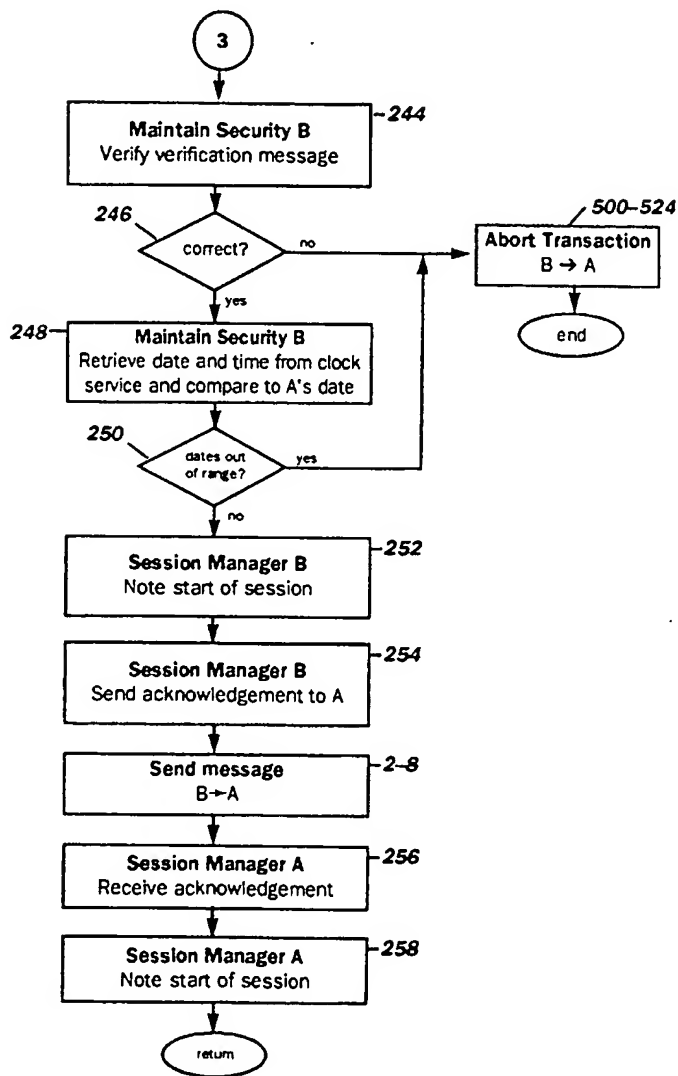 3
Maintain Security B
Verify verification message
244
246
correct?
no
yes
500-524
Abort Transaction
B → A
end
248
Maintain Security B
Retrieve date and time from clock
service and compare to A's date
250
dates out
of range?
yes
no
Session Manager B
Note start of session
252
Session Manager B
Send acknowledgement to A
254
Send message
B→A
2-8
Session Manager A
Receive acknowledgement
256
Session Manager A
Note start of session
258
return